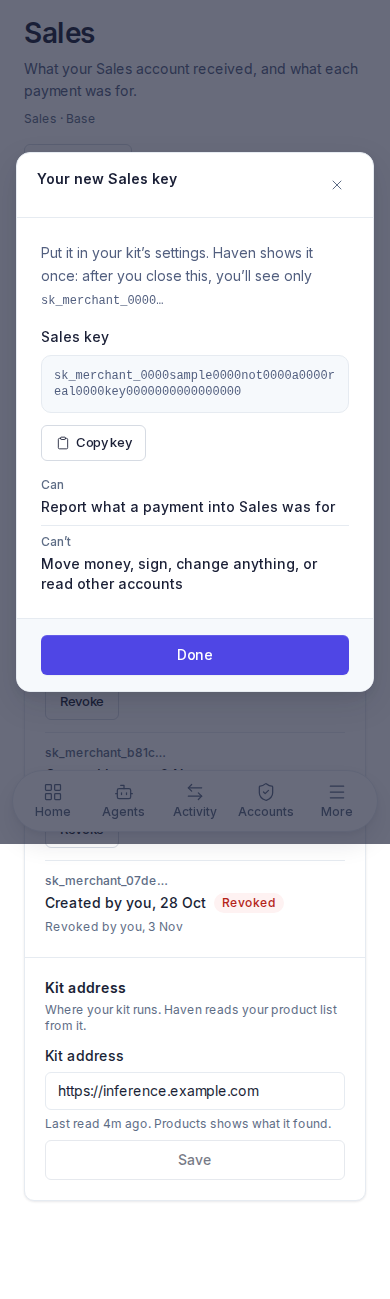 Sales
What your Sales account received, and what each
payment was for.
Sales · Base
Your new Sales key
Put it in your kit’s settings. Haven shows it
once: after you close this, you’ll see only
sk_merchant_0000…
Sales key
sk_merchant_0000sample0000not0000a0000r
eal0000key0000000000000000
Copy key
Can
Report what a payment into Sales was for
Can’t
Move money, sign, change anything, or
read other accounts
Done
Revoke
sk_merchant_b81c…
Home
Agents
Activity
Accounts
More
Revoke
sk_merchant_07de…
Created by you, 28 Oct Revoked
Revoked by you, 3 Nov
Kit address
Where your kit runs. Haven reads your product list
from it.
Kit address
https://inference.example.com
Last read 4m ago. Products shows what it found.
Save